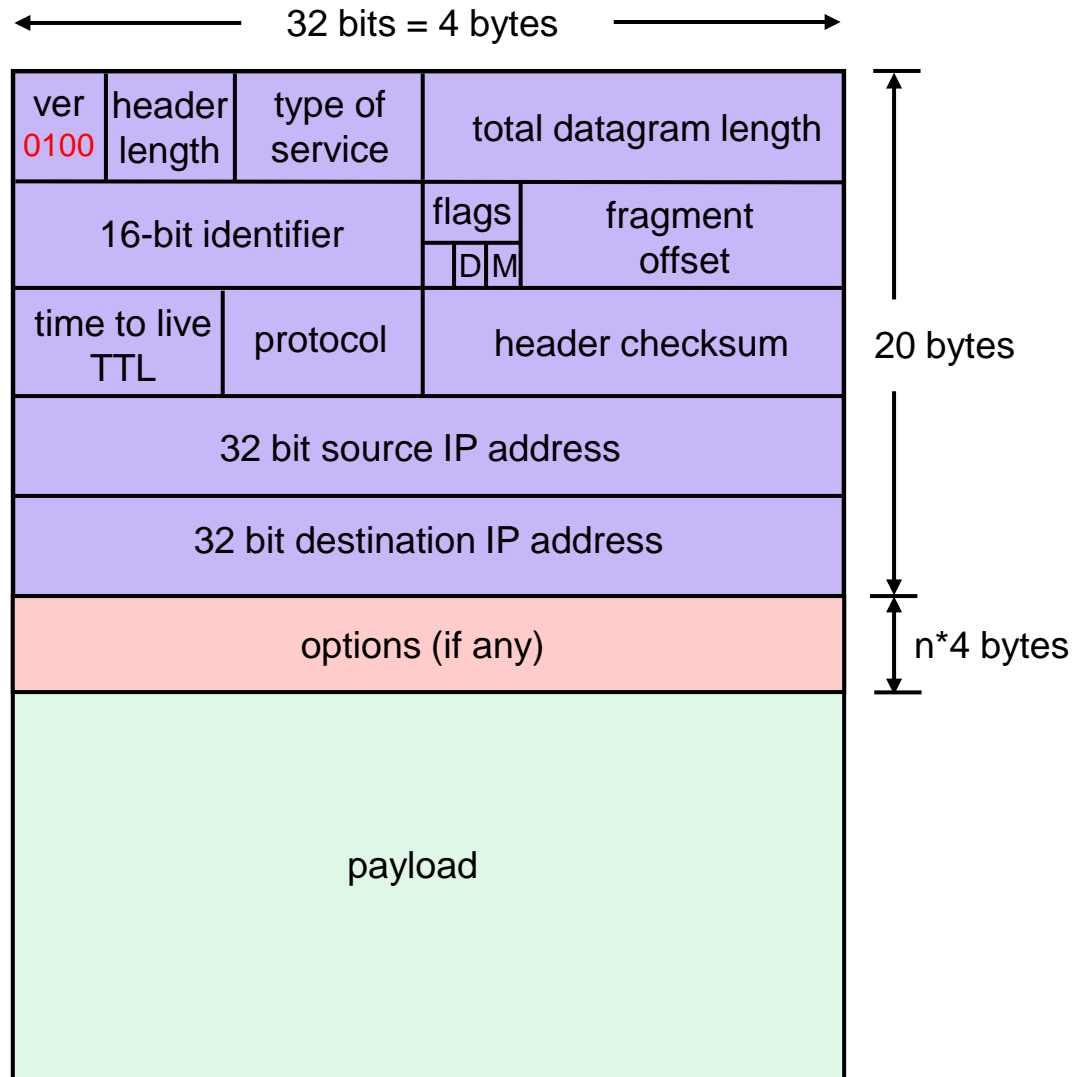 32 bits = 4 bytes
ver
0100
header
length
type of
service
total datagram length
16-bit identifier
flags
D
M
fragment
offset
time to live
TTL
protocol
header checksum
20 bytes
32 bit source IP address
32 bit destination IP address
options (if any)
n*4 bytes
payload